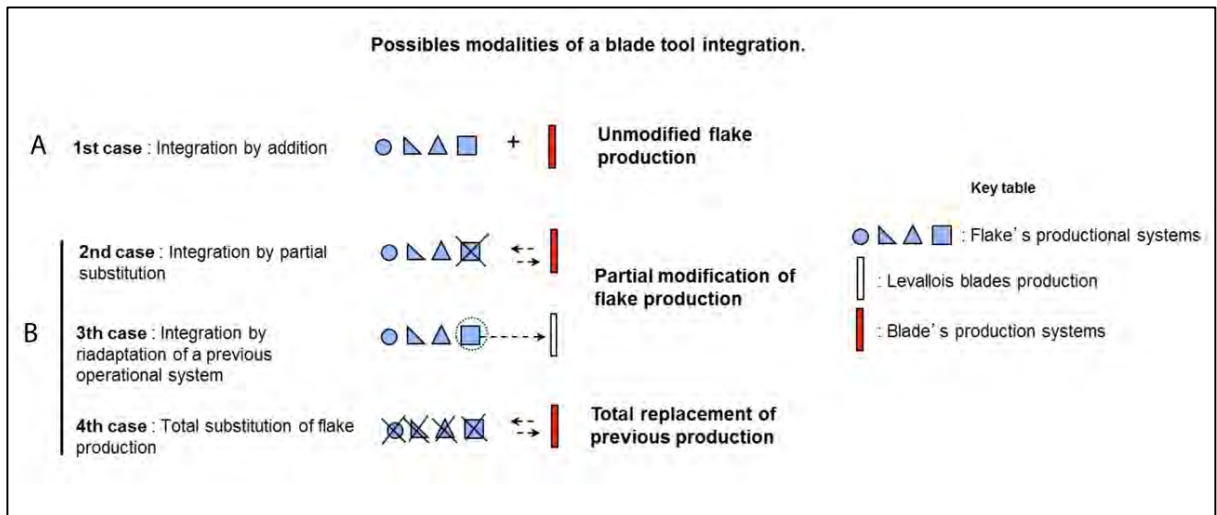 Possibles modalities of a blade tool integration.
A
1st case : Integration by addition
+
Unmodified flake
production
Key table
: Flake's productional systems
: Levallois blades production
: Blade's production systems
B
2nd case : Integration by partial
substitution
Partial modification of
flake production
3th case : Integration by
riadaptation of a previous
operational system
4th case : Total substitution of flake
production
Total replacement of
previous production